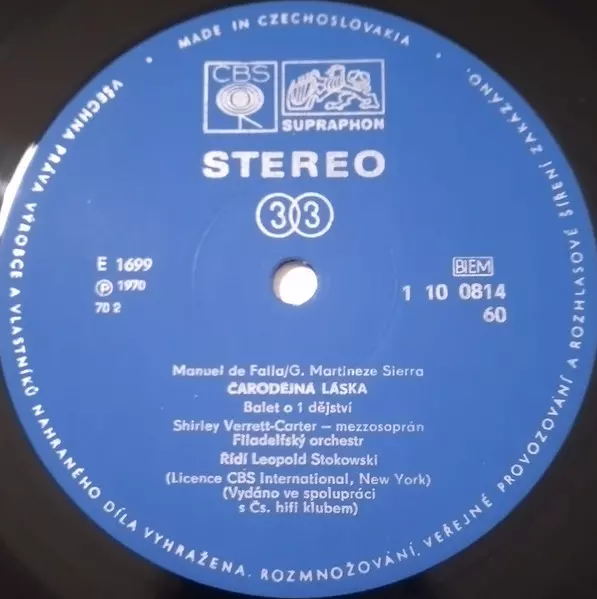 MADE IN CZECHOSLOVAKIA
CBS
SUPRAPHON
STEREO
33
E 1699
℗ 1970
70 2
BIEM
1 10 0814
60
Manuel de Falla/G. Martineze Sierra
ČARODĚJNÁ LÁSKA
Balet o 1 dějství
Shirley Verrett-Carter – mezzosoprán
Filadelfský orchestr
Řídí Leopold Stokowski
(Licence CBS International, New York)
(Vydáno ve spolupráci
s Čs. hifi klubem)
VŠECHNA PRÁVA VÝROBCE A VLASTNÍKŮ NAHRANÉHO DÍLA VYHRAŽENA. ROZMNOŽOVÁNÍ, VEŘEJNÉ PROVOZOVÁNÍ A ROZHLASOVÉ ŠÍŘENÍ ZAKÁZÁNO.